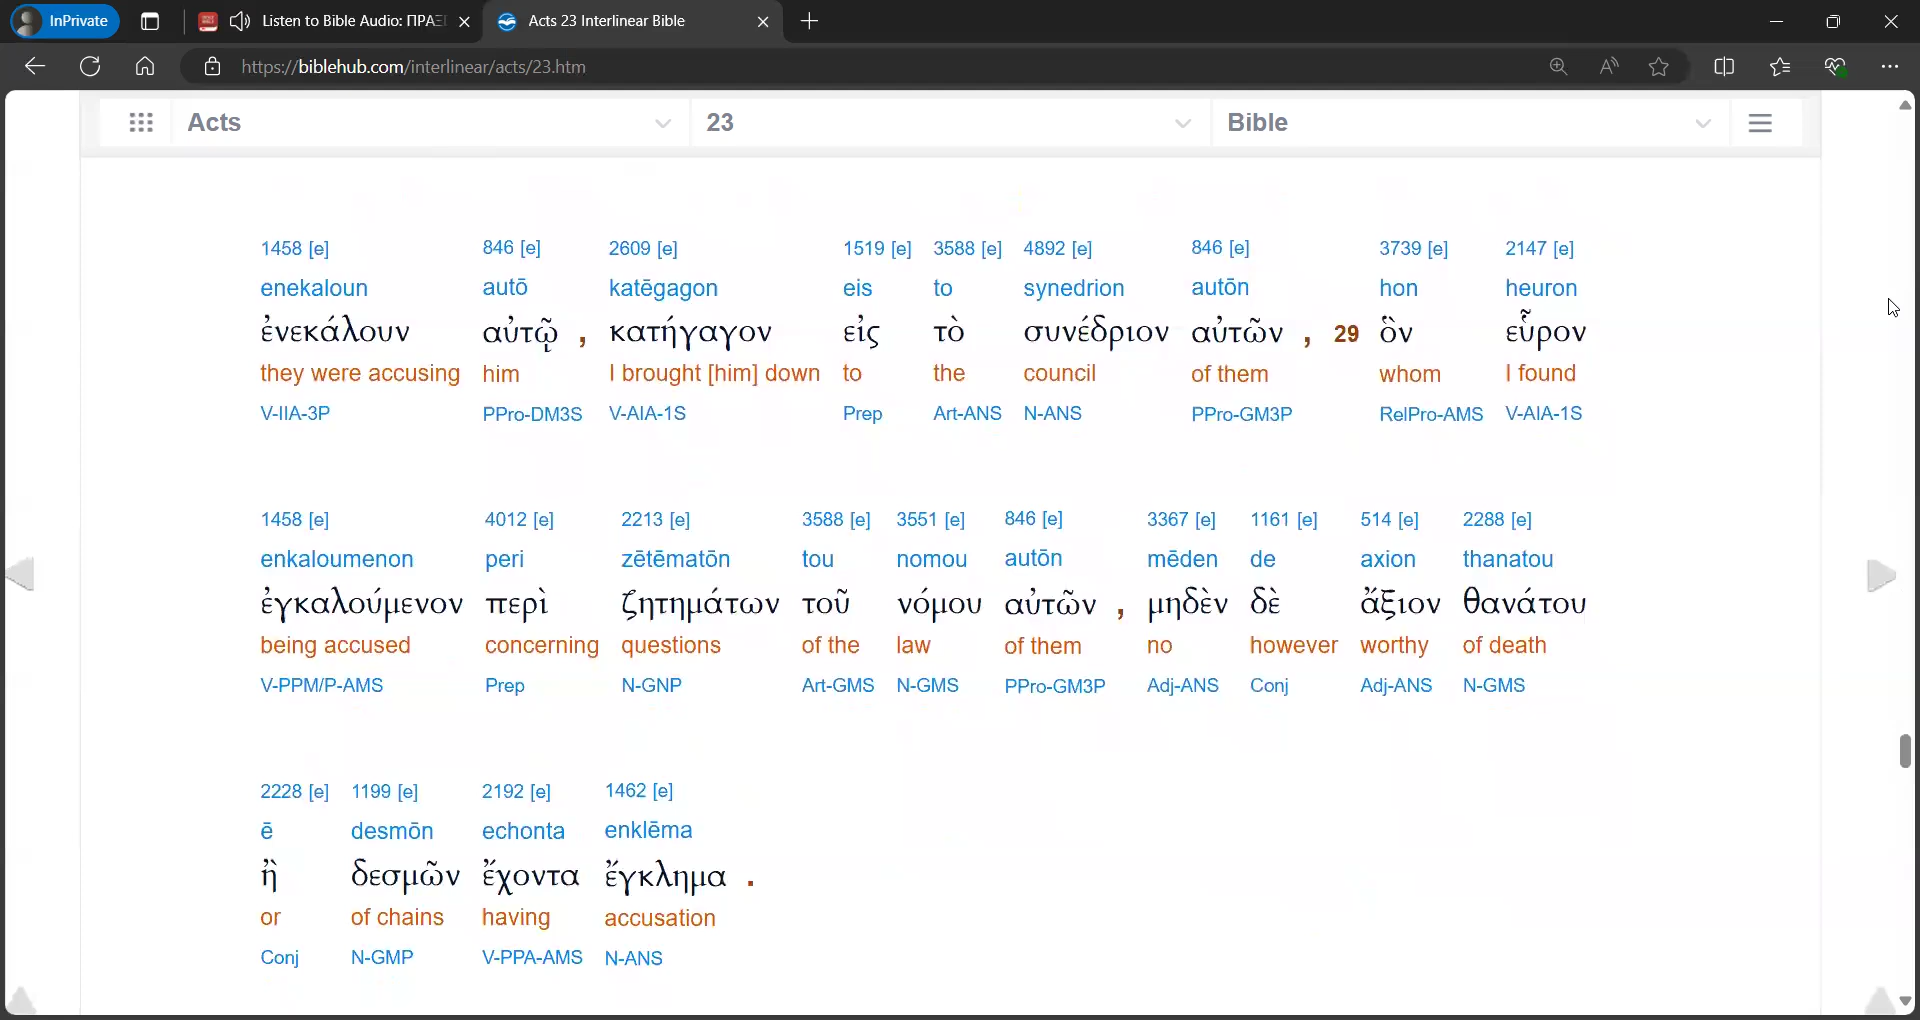 InPrivate
Listen to Bible Audio: ΠΡΑΞ
Acts 23 Interlinear Bible
https://biblehub.com/interlinear/acts/23.htm
Acts 23 Bible
1458 [e] 846 [e] 2609 [e] 1519 [e] 3588 [e] 4892 [e] 846 [e] 3739 [e] 2147 [e]
enekaloun autō katēgagon eis to synedrion autōn hon heuron
ἐνεκάλουν αὐτῷ , κατήγαγον εἰς τὸ συνέδριον αὐτῶν , 29 ὃν εὗρον
they were accusing him I brought [him] down to the council of them whom I found
V-IIA-3P PPro-DM3S V-AIA-1S Prep Art-ANS N-ANS PPro-GM3P RelPro-AMS V-AIA-1S
1458 [e] 4012 [e] 2213 [e] 3588 [e] 3551 [e] 846 [e] 3367 [e] 1161 [e] 514 [e] 2288 [e]
enkaloumenon peri zētēmatōn tou nomou autōn mēden de axion thanatou
ἐγκαλούμενον περὶ ζητημάτων τοῦ νόμου αὐτῶν , μηδὲν δὲ ἄξιον θανάτου
being accused concerning questions of the law of them no however worthy of death
V-PPM/P-AMS Prep N-GNP Art-GMS N-GMS PPro-GM3P Adj-ANS Conj Adj-ANS N-GMS
2228 [e] 1199 [e] 2192 [e] 1462 [e]
ē desmōn echonta enklēma
ἢ δεσμῶν ἔχοντα ἔγκλημα .
or of chains having accusation
Conj N-GMP V-PPA-AMS N-ANS